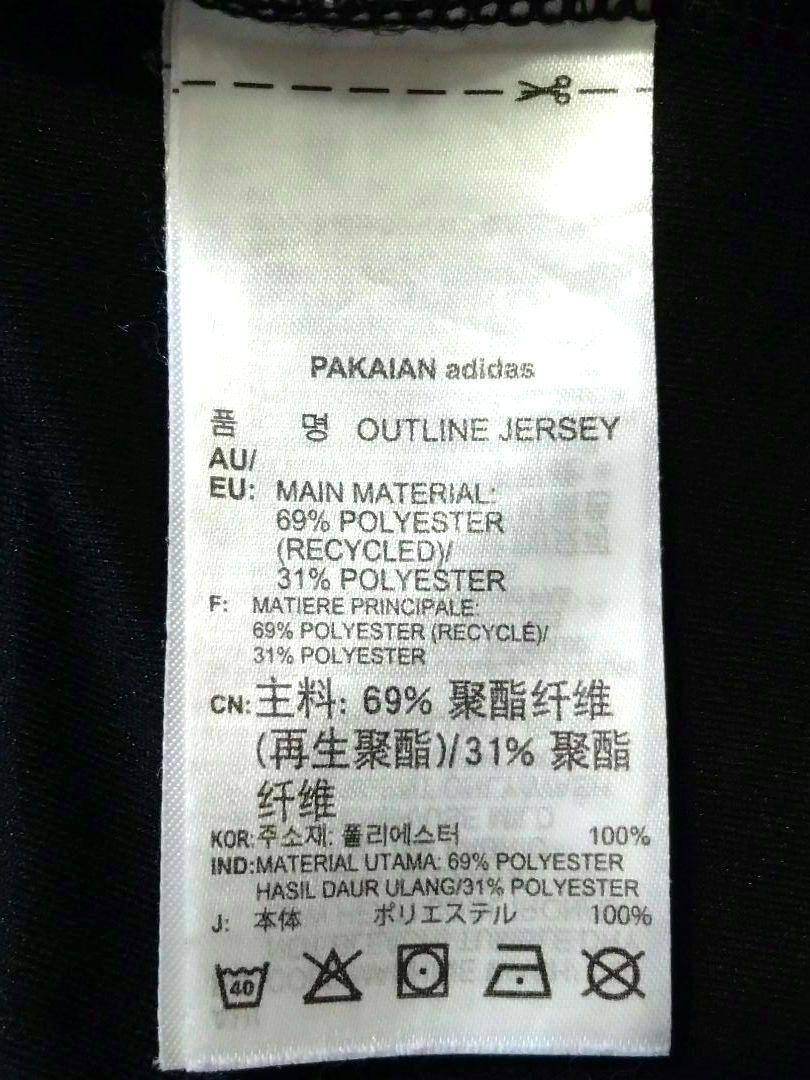 PAKAIAN adidas
품 명 OUTLINE JERSEY
AU/
EU: MAIN MATERIAL:
69% POLYESTER
(RECYCLED)/
31% POLYESTER
F: MATIERE PRINCIPALE:
69% POLYESTER (RECYCLÉ)/
31% POLYESTER
CN:主料: 69% 聚酯纤维
(再生聚酯)/31% 聚酯
纤维
KOR:주소재: 폴리에스터 100%
IND:MATERIAL UTAMA: 69% POLYESTER
HASIL DAUR ULANG/31% POLYESTER
J: 本体 ポリエステル 100%
40